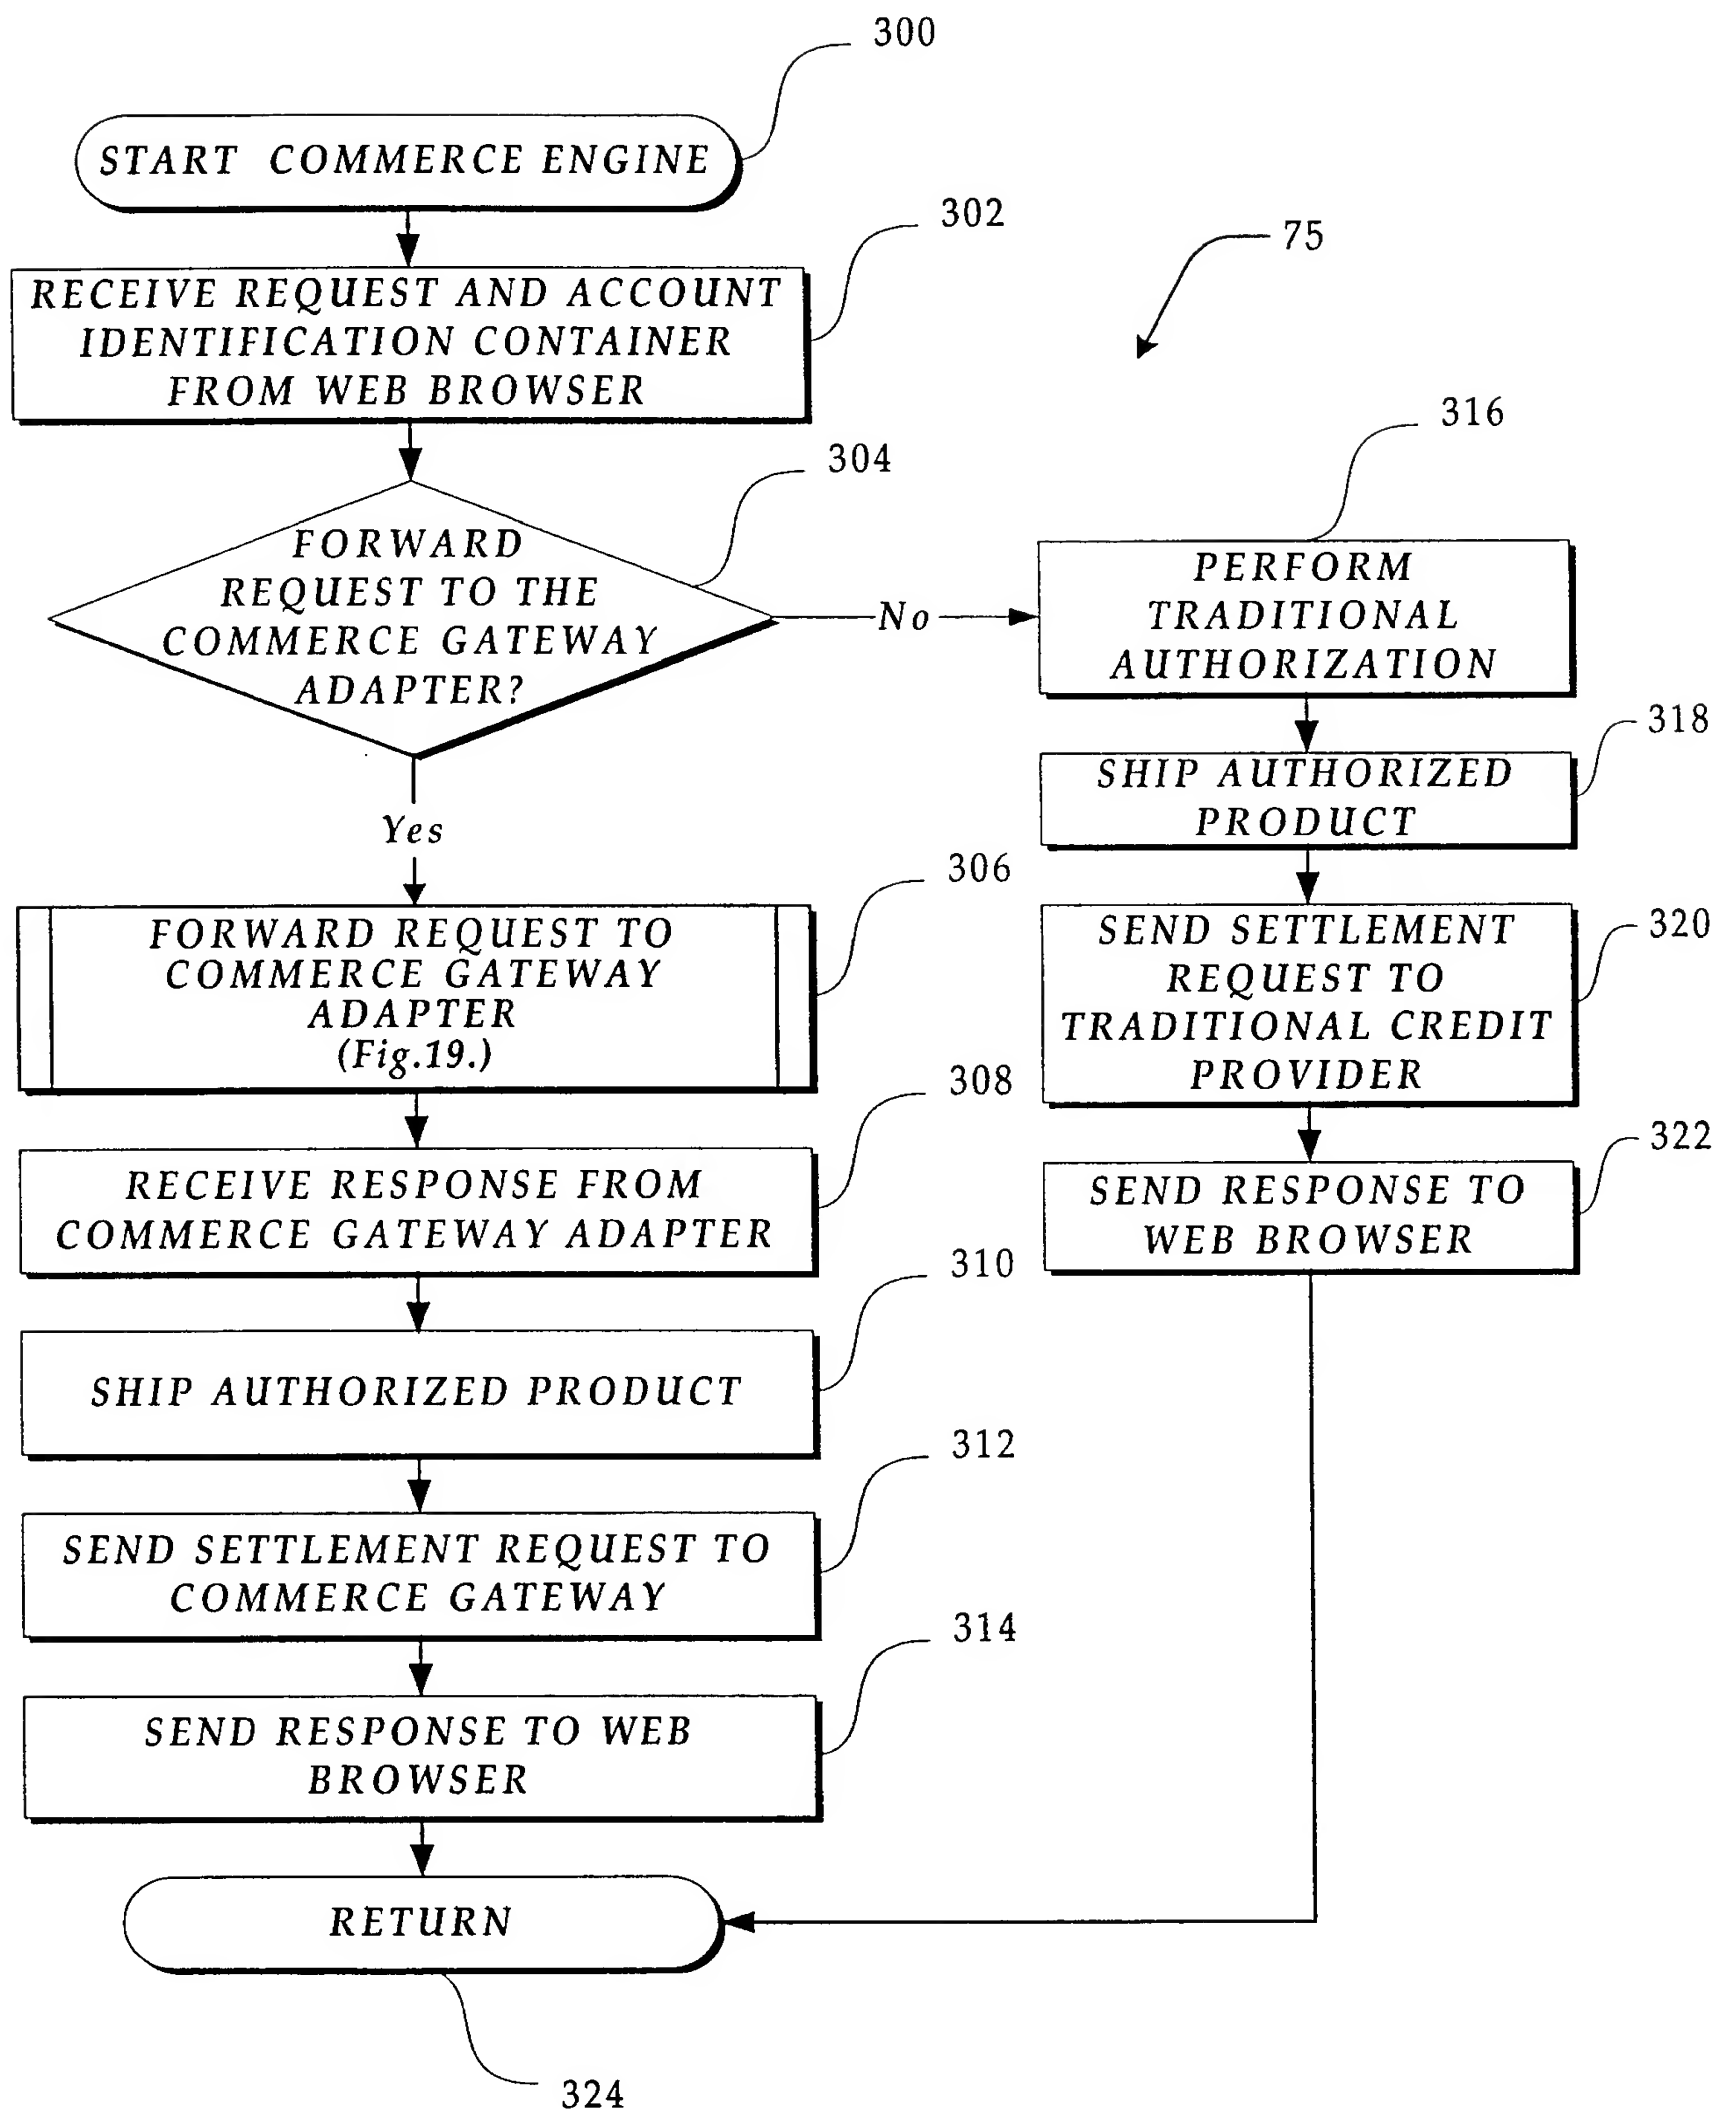 300
START COMMERCE ENGINE
302
RECEIVE REQUEST AND ACCOUNT
IDENTIFICATION CONTAINER
FROM WEB BROWSER
75
304
FORWARD
REQUEST TO THE
COMMERCE GATEWAY
ADAPTER?
No
Yes
306
FORWARD REQUEST TO
COMMERCE GATEWAY
ADAPTER
(Fig.19.)
308
RECEIVE RESPONSE FROM
COMMERCE GATEWAY ADAPTER
310
SHIP AUTHORIZED PRODUCT
312
SEND SETTLEMENT REQUEST TO
COMMERCE GATEWAY
314
SEND RESPONSE TO WEB
BROWSER
316
PERFORM
TRADITIONAL
AUTHORIZATION
318
SHIP AUTHORIZED
PRODUCT
320
SEND SETTLEMENT
REQUEST TO
TRADITIONAL CREDIT
PROVIDER
322
SEND RESPONSE TO
WEB BROWSER
RETURN
324